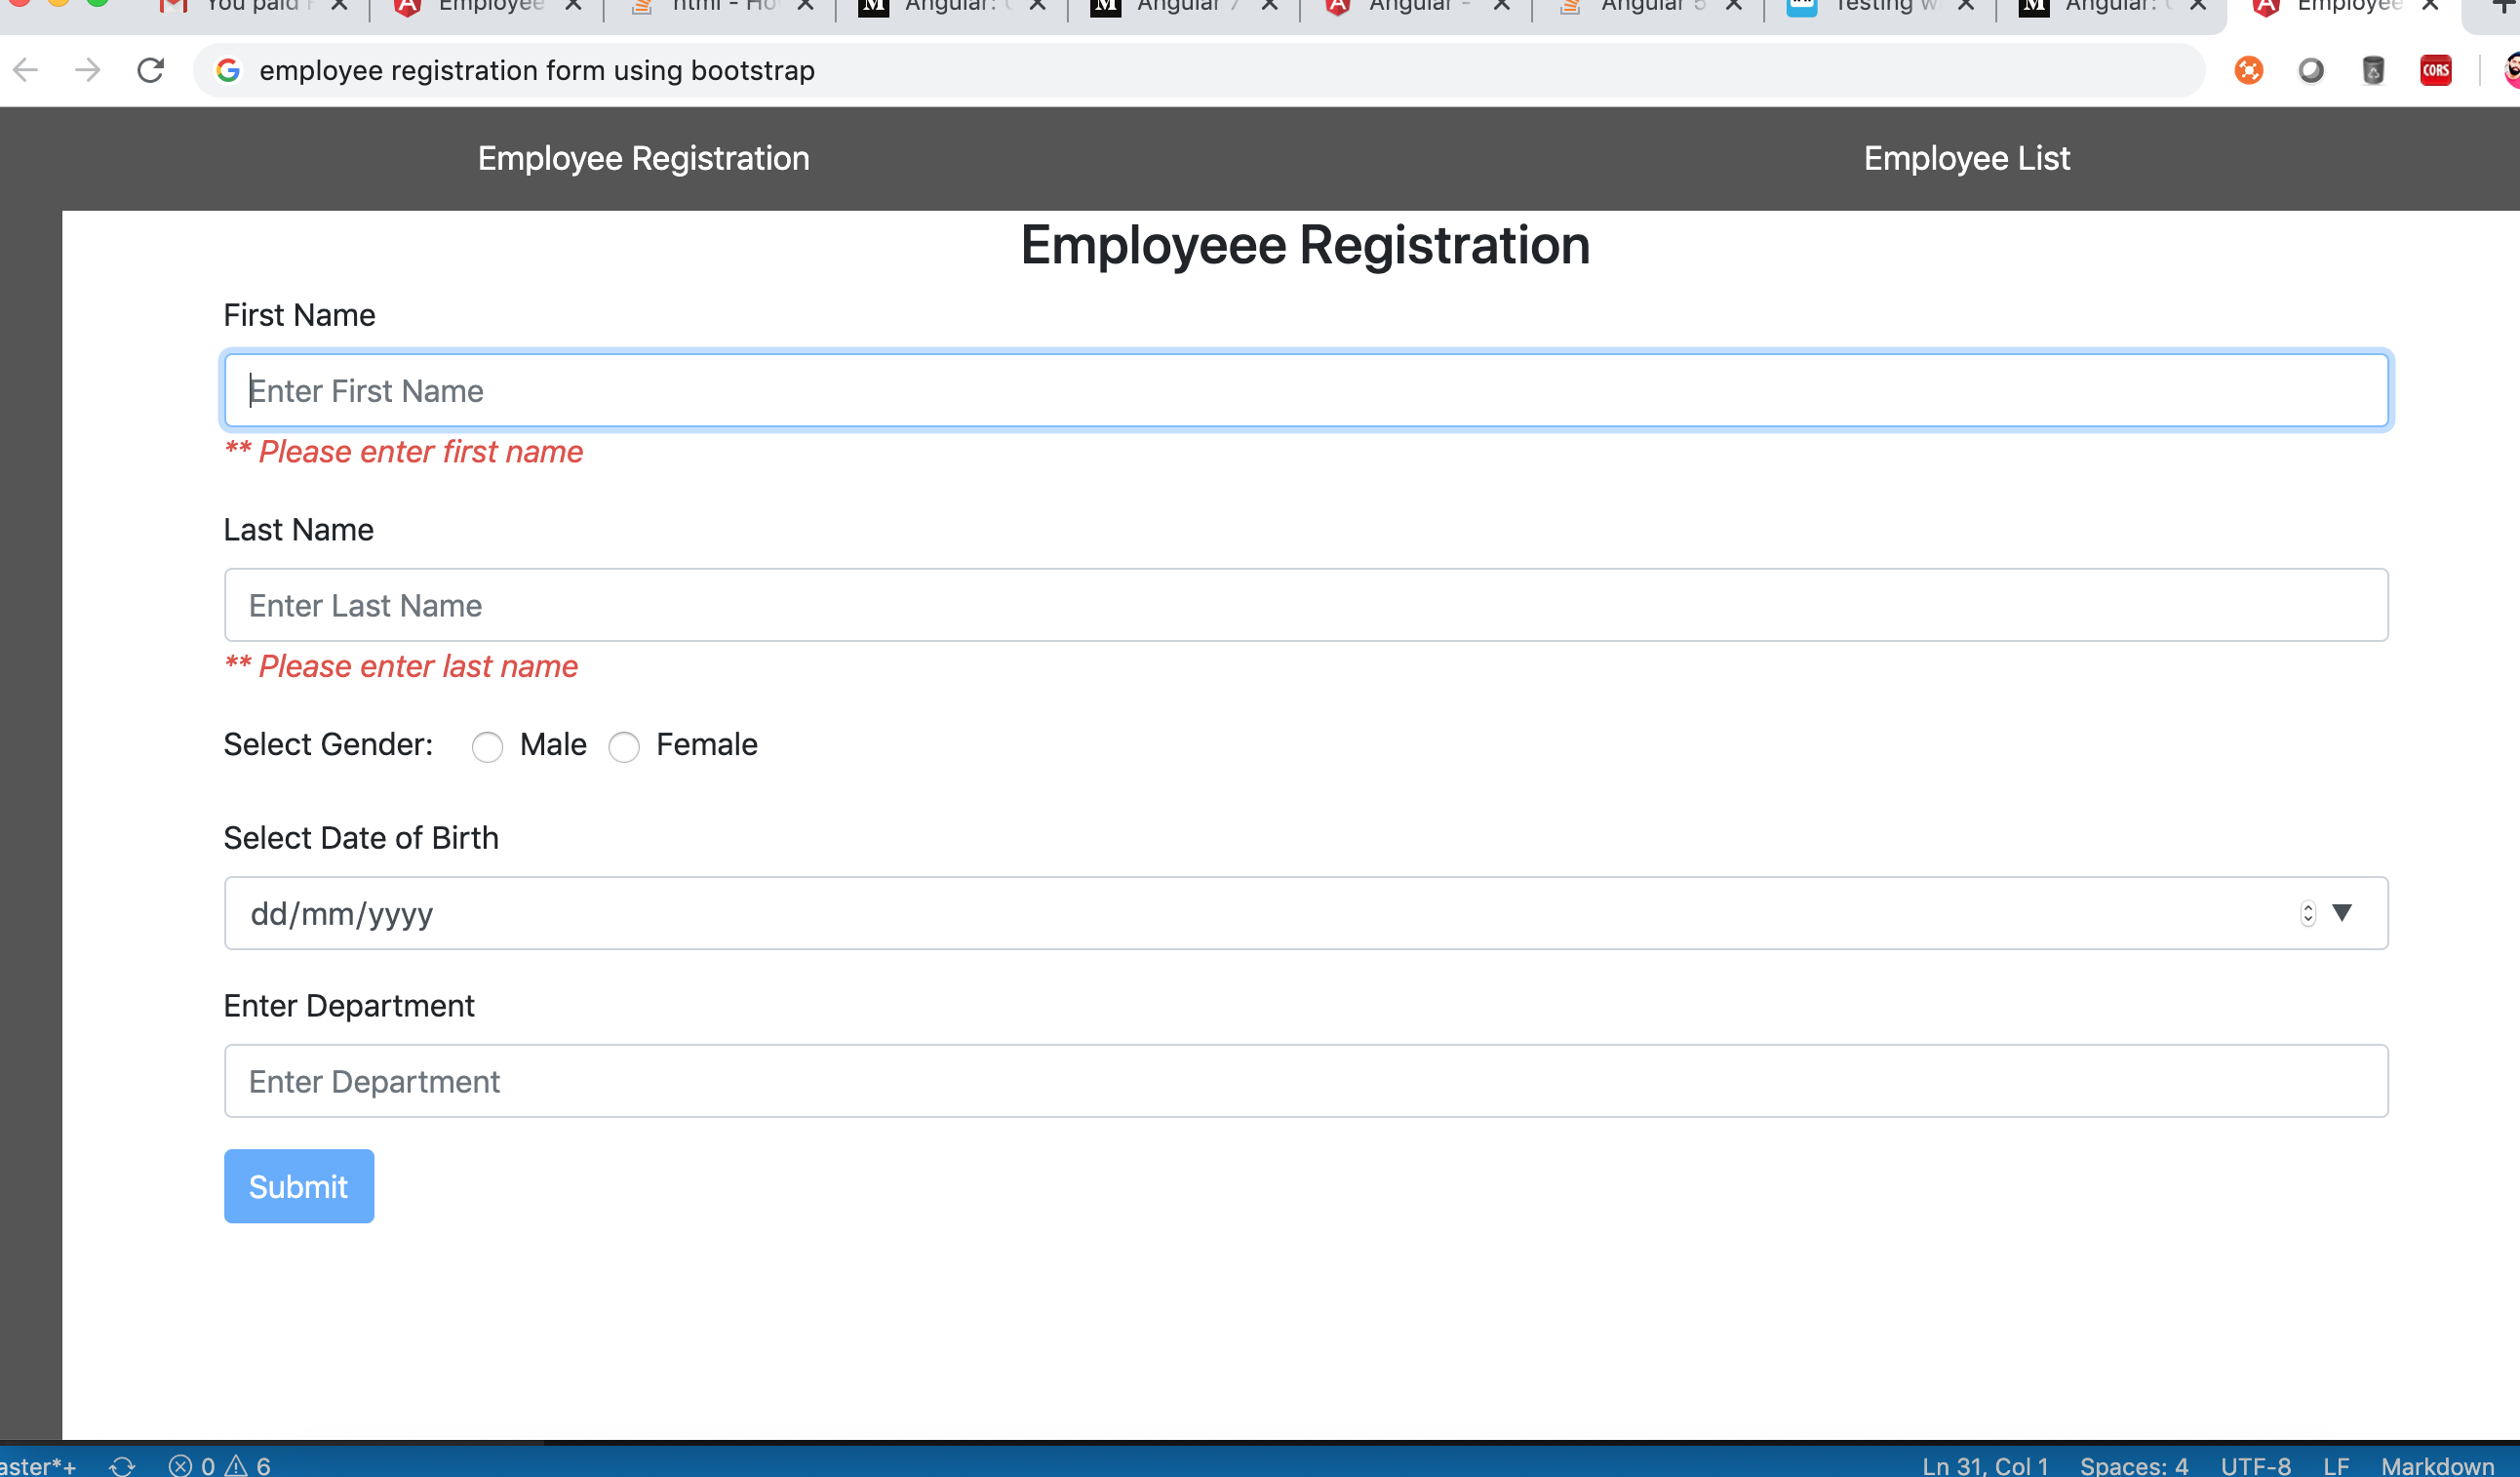 You paid
Employee
html - Ho
Angular:
Angular 7
Angular -
Angular 5
Testing w
Angular:
Employee
employee registration form using bootstrap
CORS
Employee Registration
Employee List
Employeee Registration
First Name
Enter First Name
** Please enter first name
Last Name
Enter Last Name
** Please enter last name
Select Gender: Male Female
Select Date of Birth
dd/mm/yyyy
Enter Department
Enter Department
Submit
aster*+ 0 6 Ln 31, Col 1 Spaces: 4 UTF-8 LF Markdown